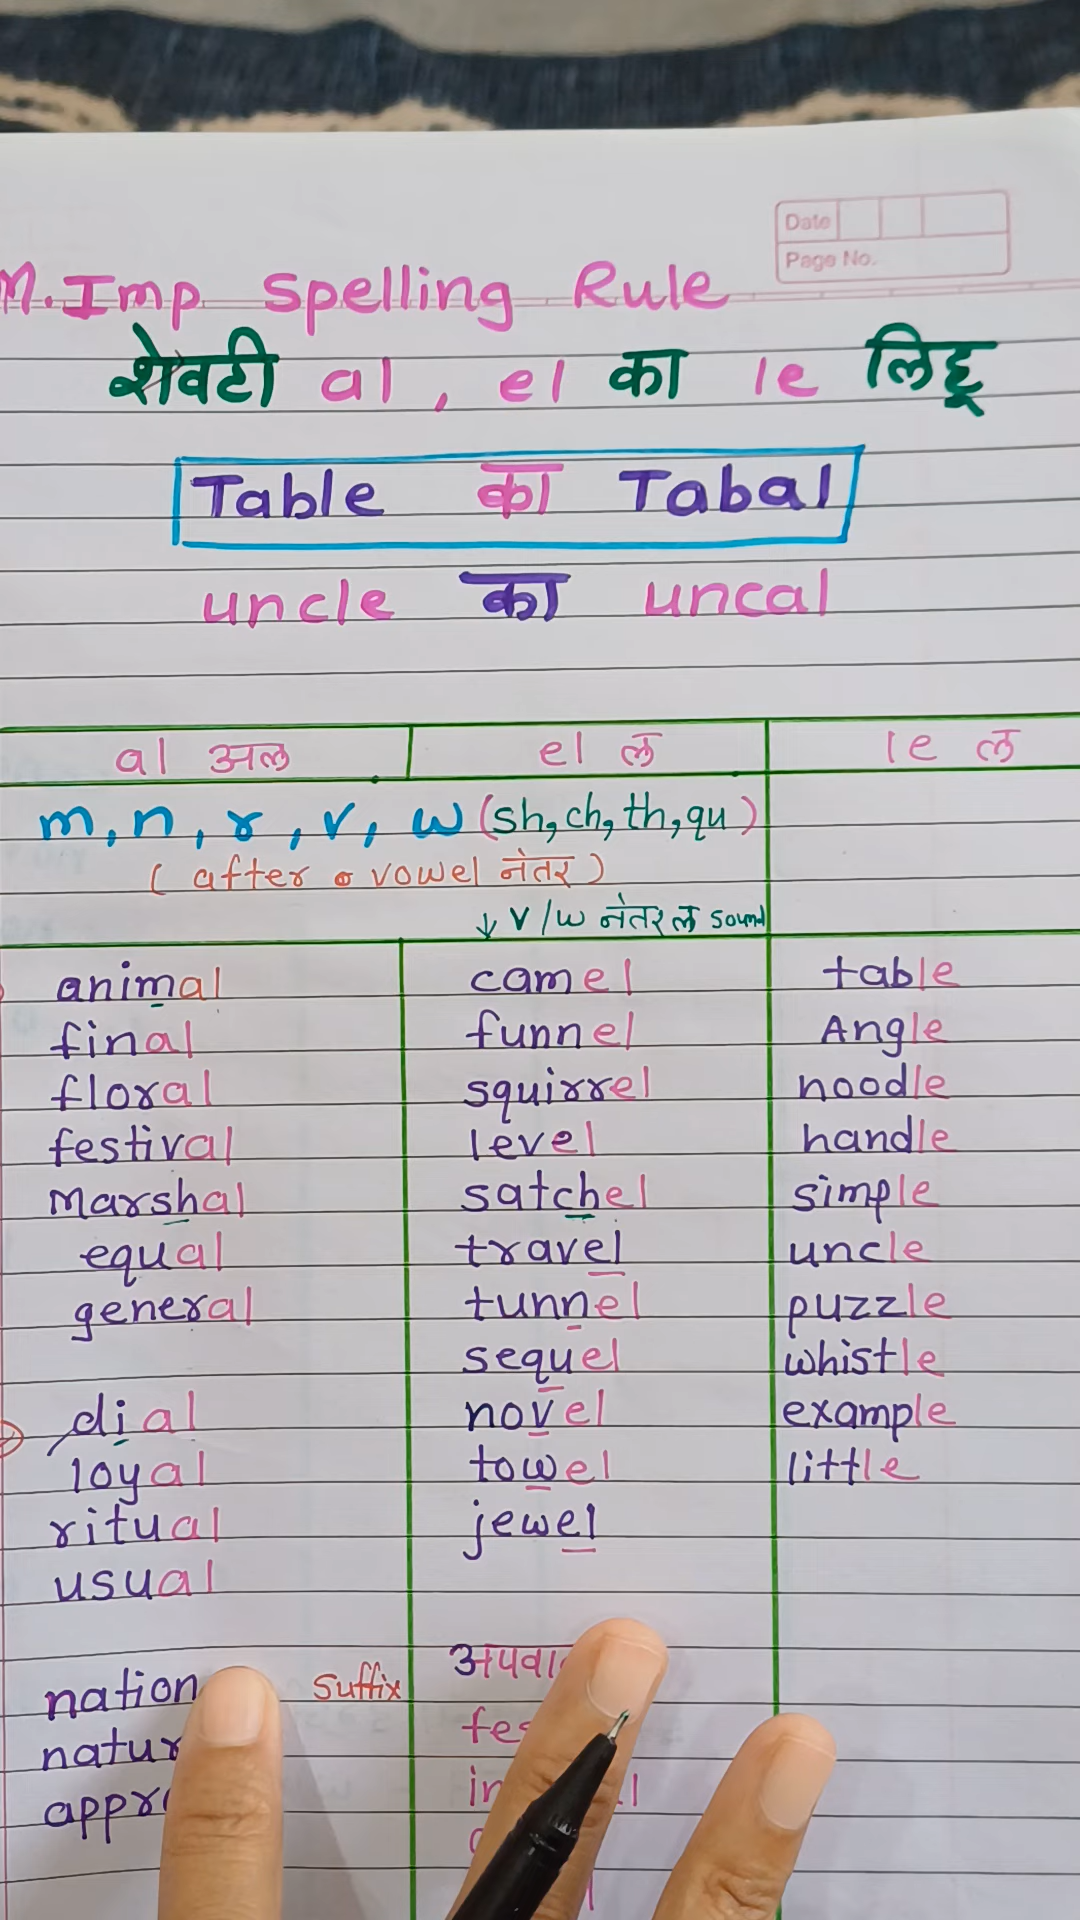 Date
Page No.
M.Imp Spelling Rule
शेवटी al , el का le लिहू
Table का Tabal
uncle का uncal
al अल el ल le ल
m, n, r, v, w (sh, ch, th, qu)
( after vowel नंतर )
↓ v/w नंतर ल sound
animal camel table
final funnel Angle
floral squirrel noodle
festival level handle
Marshal satchel simple
equal travel uncle
general tunnel puzzle
sequel whistle
dial novel example
loyal towel little
ritual jewel
usual
nation suffix